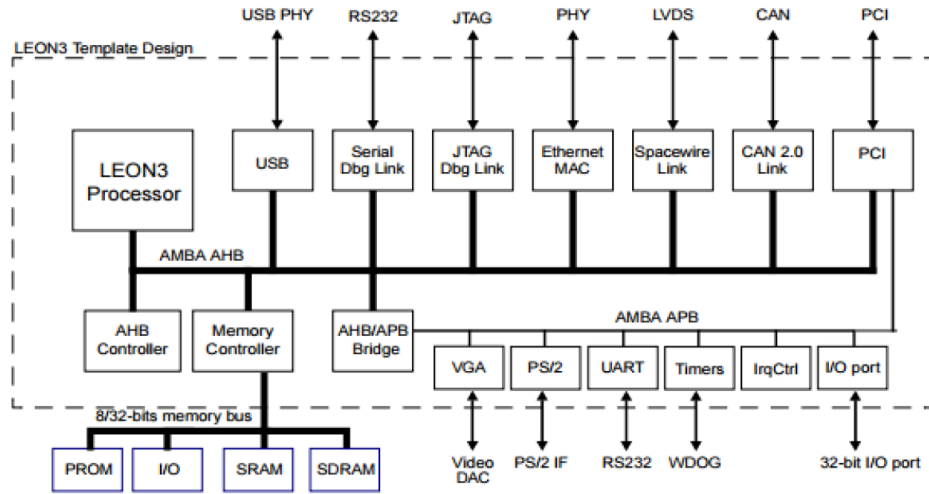 USB PHY
RS232
JTAG
PHY
LVDS
CAN
PCI
LEON3 Template Design
LEON3
Processor
USB
Serial
Dbg Link
JTAG
Dbg Link
Ethernet
MAC
Spacewire
Link
CAN 2.0
Link
PCI
AMBA AHB
AHB
Controller
Memory
Controller
AHB/APB
Bridge
AMBA APB
VGA
PS/2
UART
Timers
IrqCtrl
I/O port
8/32-bits memory bus
PROM
I/O
SRAM
SDRAM
Video
DAC
PS/2 IF
RS232
WDOG
32-bit I/O port